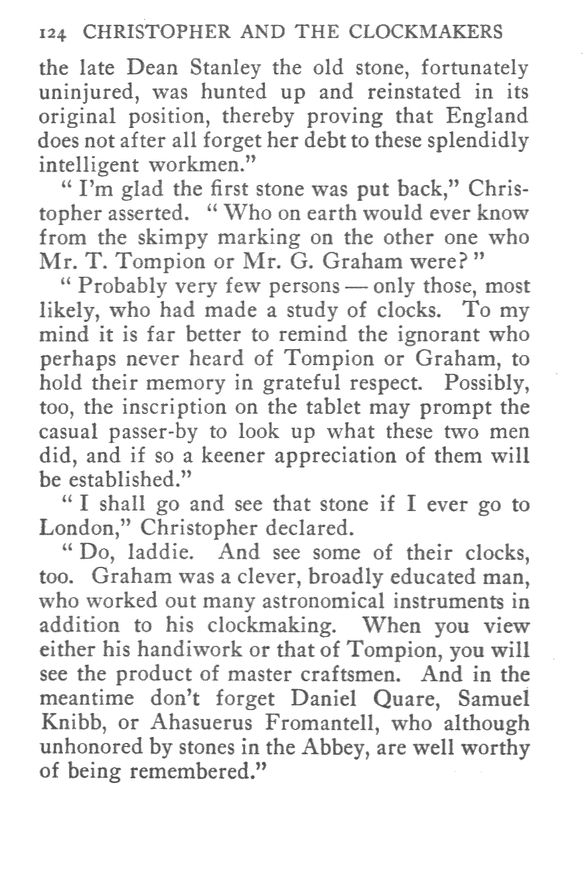 124 CHRISTOPHER AND THE CLOCKMAKERS
the late Dean Stanley the old stone, fortunately
uninjured, was hunted up and reinstated in its
original position, thereby proving that England
does not after all forget her debt to these splendidly
intelligent workmen.”
“ I’m glad the first stone was put back,” Chris-
topher asserted. “ Who on earth would ever know
from the skimpy marking on the other one who
Mr. T. Tompion or Mr. G. Graham were? ”
“ Probably very few persons — only those, most
likely, who had made a study of clocks. To my
mind it is far better to remind the ignorant who
perhaps never heard of Tompion or Graham, to
hold their memory in grateful respect. Possibly,
too, the inscription on the tablet may prompt the
casual passer-by to look up what these two men
did, and if so a keener appreciation of them will
be established.”
“ I shall go and see that stone if I ever go to
London,” Christopher declared.
“ Do, laddie. And see some of their clocks,
too. Graham was a clever, broadly educated man,
who worked out many astronomical instruments in
addition to his clockmaking. When you view
either his handiwork or that of Tompion, you will
see the product of master craftsmen. And in the
meantime don’t forget Daniel Quare, Samuel
Knibb, or Ahasuerus Fromantell, who although
unhonored by stones in the Abbey, are well worthy
of being remembered.”